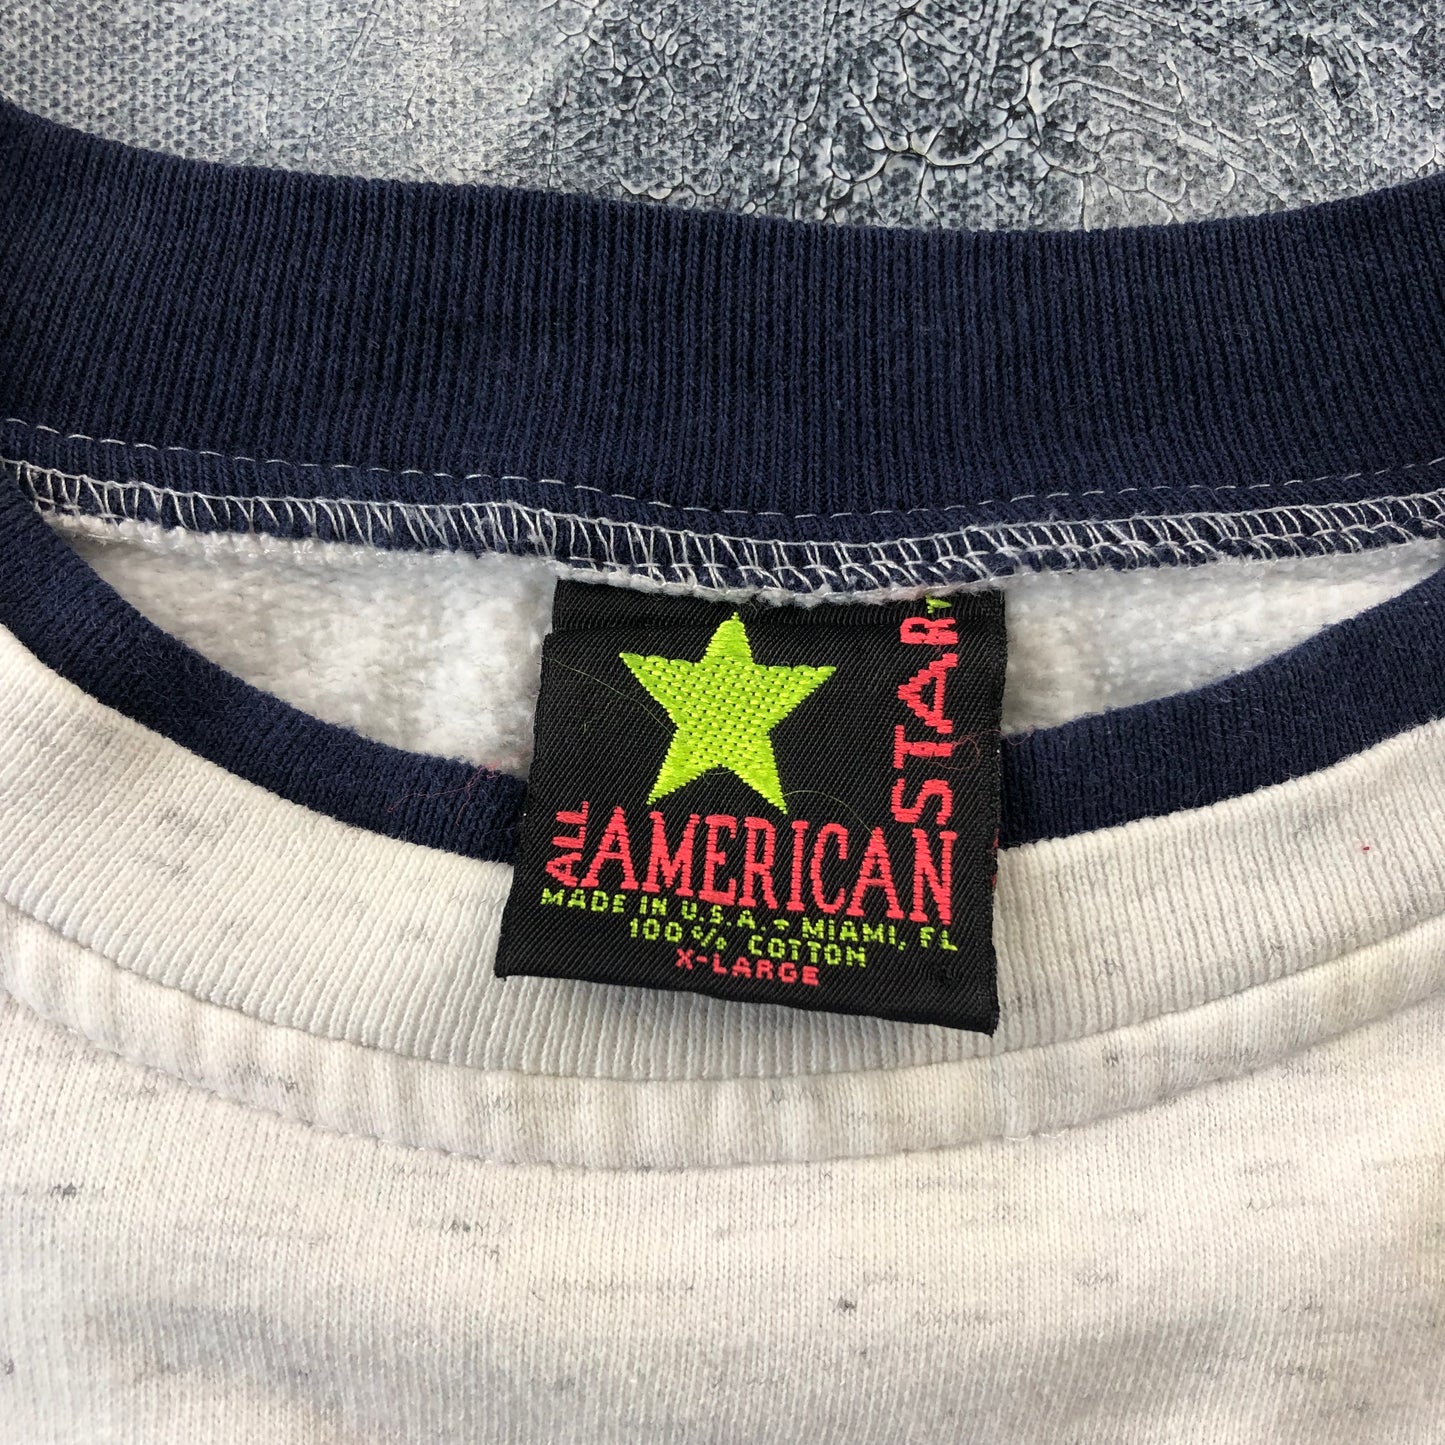 ALL AMERICAN STAR
MADE IN U.S.A. - MIAMI, FL
100% COTTON
X-LARGE